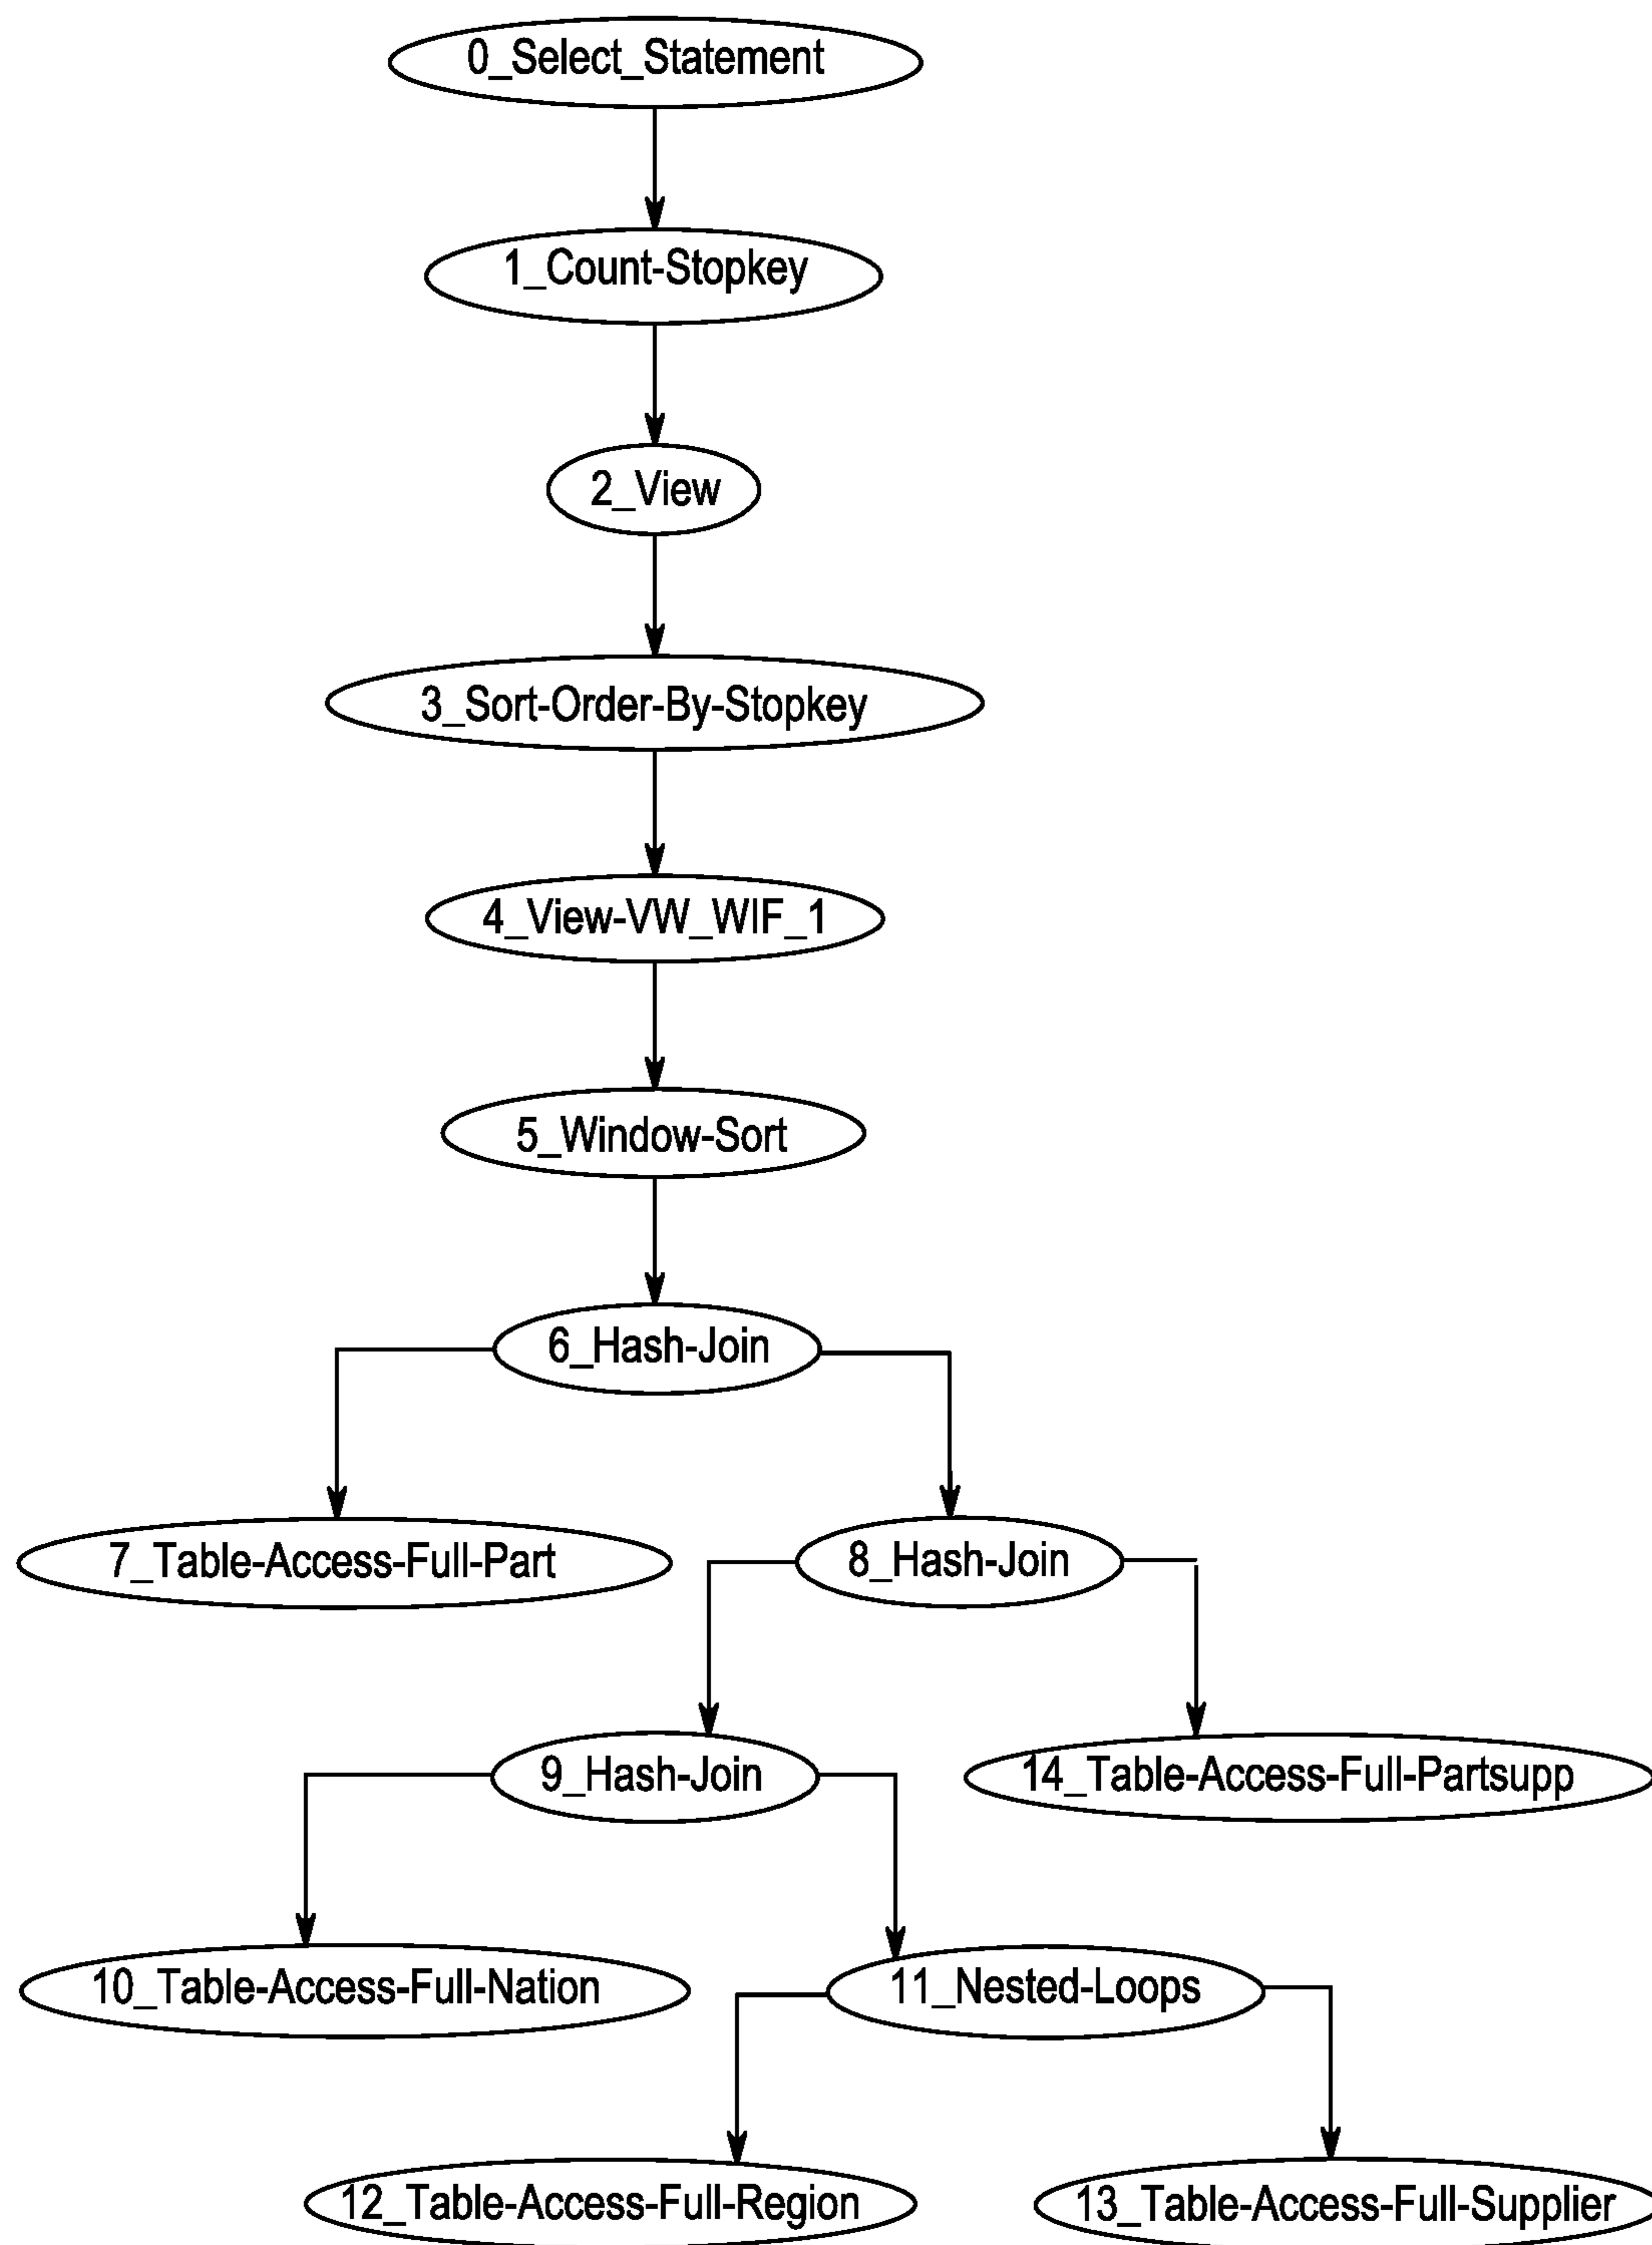 0_Select_Statement
1_Count-Stopkey
2_View
3_Sort-Order-By-Stopkey
4_View-VW_WIF_1
5_Window-Sort
6_Hash-Join
7_Table-Access-Full-Part
8_Hash-Join
9_Hash-Join
14_Table-Access-Full-Partsupp
10_Table-Access-Full-Nation
11_Nested-Loops
12_Table-Access-Full-Region
13_Table-Access-Full-Supplier